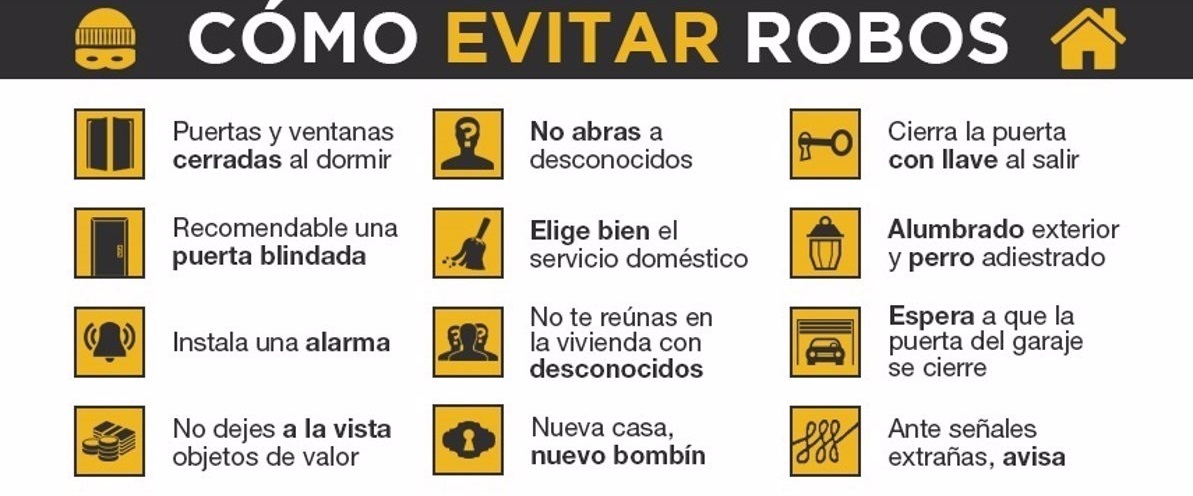 CÓMO EVITAR ROBOS
Puertas y ventanas
cerradas al dormir
No abras a
desconocidos
Cierra la puerta
con llave al salir
Recomendable una
puerta blindada
Elige bien el
servicio doméstico
Alumbrado exterior
y perro adiestrado
Instala una alarma
No te reúnas en
la vivienda con
desconocidos
Espera a que la
puerta del garaje
se cierre
No dejes a la vista
objetos de valor
Nueva casa,
nuevo bombín
Ante señales
extrañas, avisa